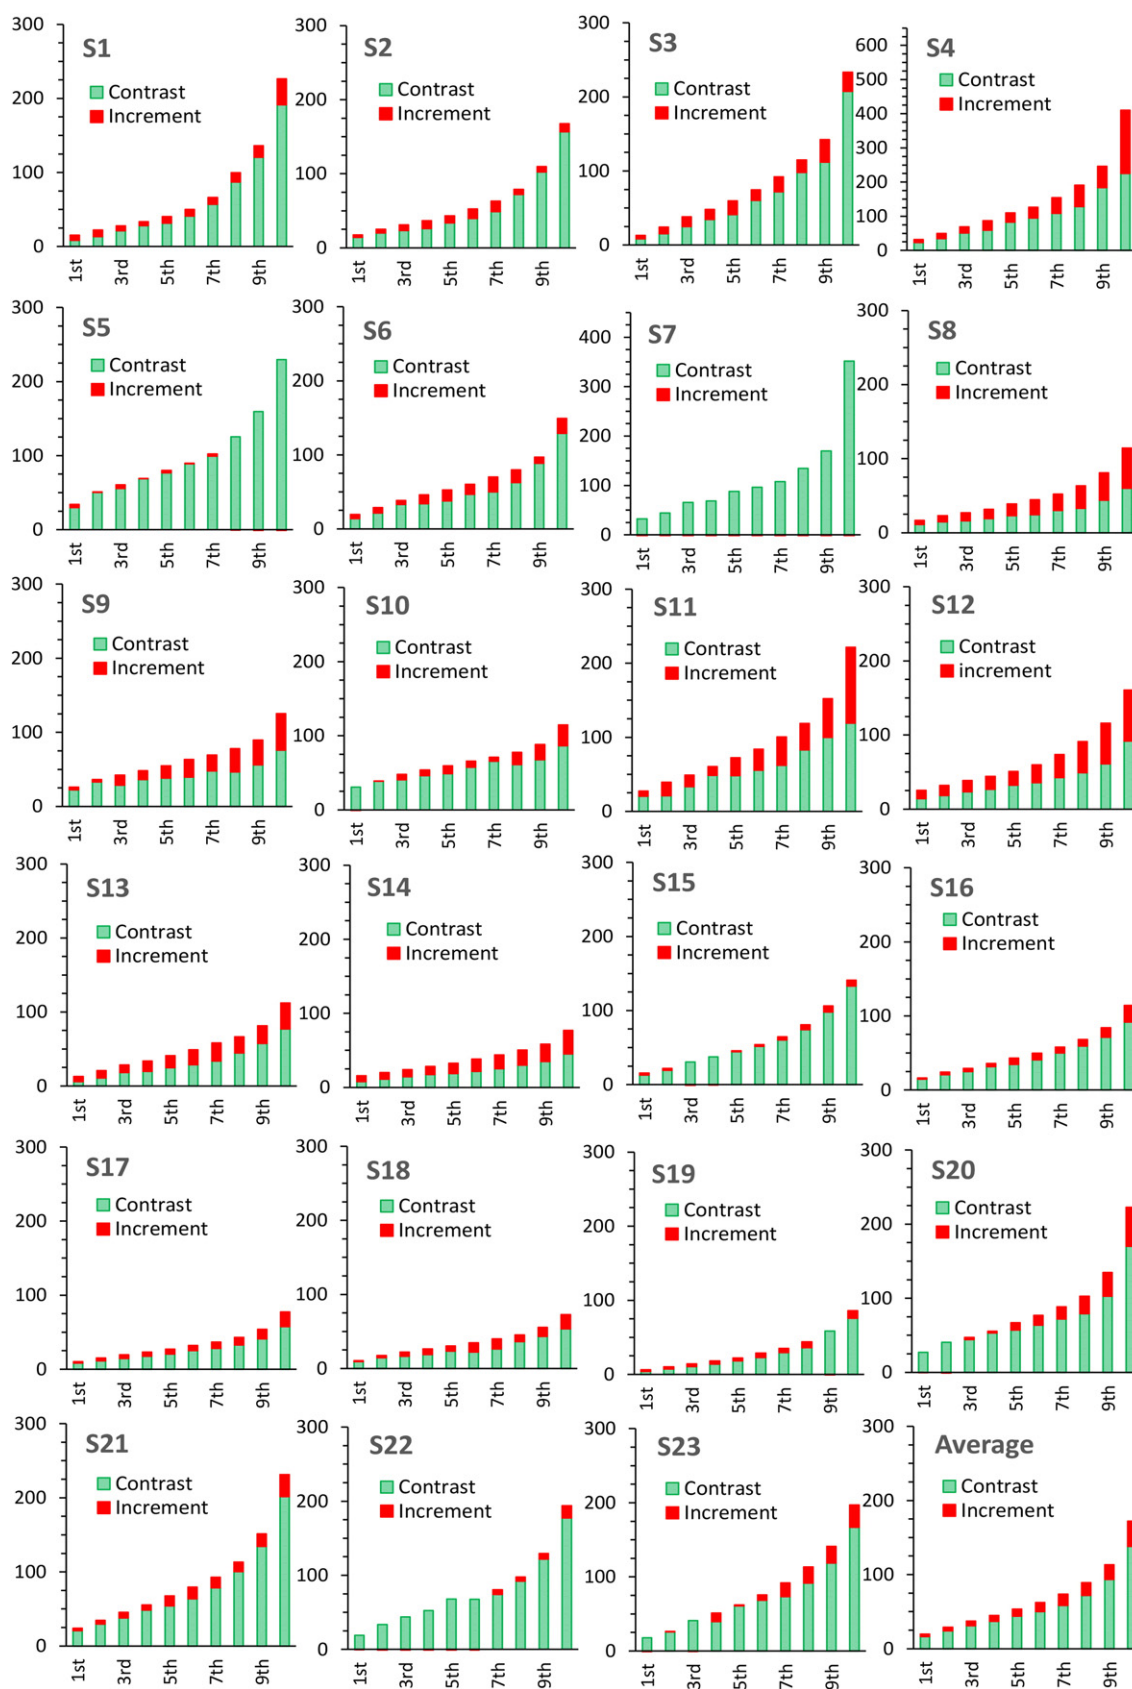 S1
Contrast
Increment
300
200
100
0
1st
3rd
5th
7th
9th
S2
Contrast
Increment
300
200
100
0
1st
3rd
5th
7th
9th
S3
Contrast
Increment
300
200
100
0
1st
3rd
5th
7th
9th
S4
Contrast
Increment
600
500
400
300
200
100
0
1st
3rd
5th
7th
9th
S5
Contrast
Increment
300
200
100
0
1st
3rd
5th
7th
9th
S6
Contrast
Increment
300
200
100
0
1st
3rd
5th
7th
9th
S7
Contrast
Increment
400
300
200
100
0
1st
3rd
5th
7th
9th
S8
Contrast
Increment
300
200
100
0
1st
3rd
5th
7th
9th
S9
Contrast
Increment
300
200
100
0
1st
3rd
5th
7th
9th
S10
Contrast
Increment
300
200
100
0
1st
3rd
5th
7th
9th
S11
Contrast
Increment
300
200
100
0
1st
3rd
5th
7th
9th
S12
Contrast
increment
300
200
100
0
1st
3rd
5th
7th
9th
S13
Contrast
Increment
300
200
100
0
1st
3rd
5th
7th
9th
S14
Contrast
Increment
300
200
100
0
1st
3rd
5th
7th
9th
S15
Contrast
Increment
300
200
100
0
1st
3rd
5th
7th
9th
S16
Contrast
Increment
300
200
100
0
1st
3rd
5th
7th
9th
S17
Contrast
Increment
300
200
100
0
1st
3rd
5th
7th
9th
S18
Contrast
Increment
300
200
100
0
1st
3rd
5th
7th
9th
S19
Contrast
Increment
300
200
100
0
1st
3rd
5th
7th
9th
S20
Contrast
Increment
300
200
100
0
1st
3rd
5th
7th
9th
S21
Contrast
Increment
300
200
100
0
1st
3rd
5th
7th
9th
S22
Contrast
Increment
300
200
100
0
1st
3rd
5th
7th
9th
S23
Contrast
Increment
300
200
100
0
1st
3rd
5th
7th
9th
Average
Contrast
Increment
300
200
100
0
1st
3rd
5th
7th
9th